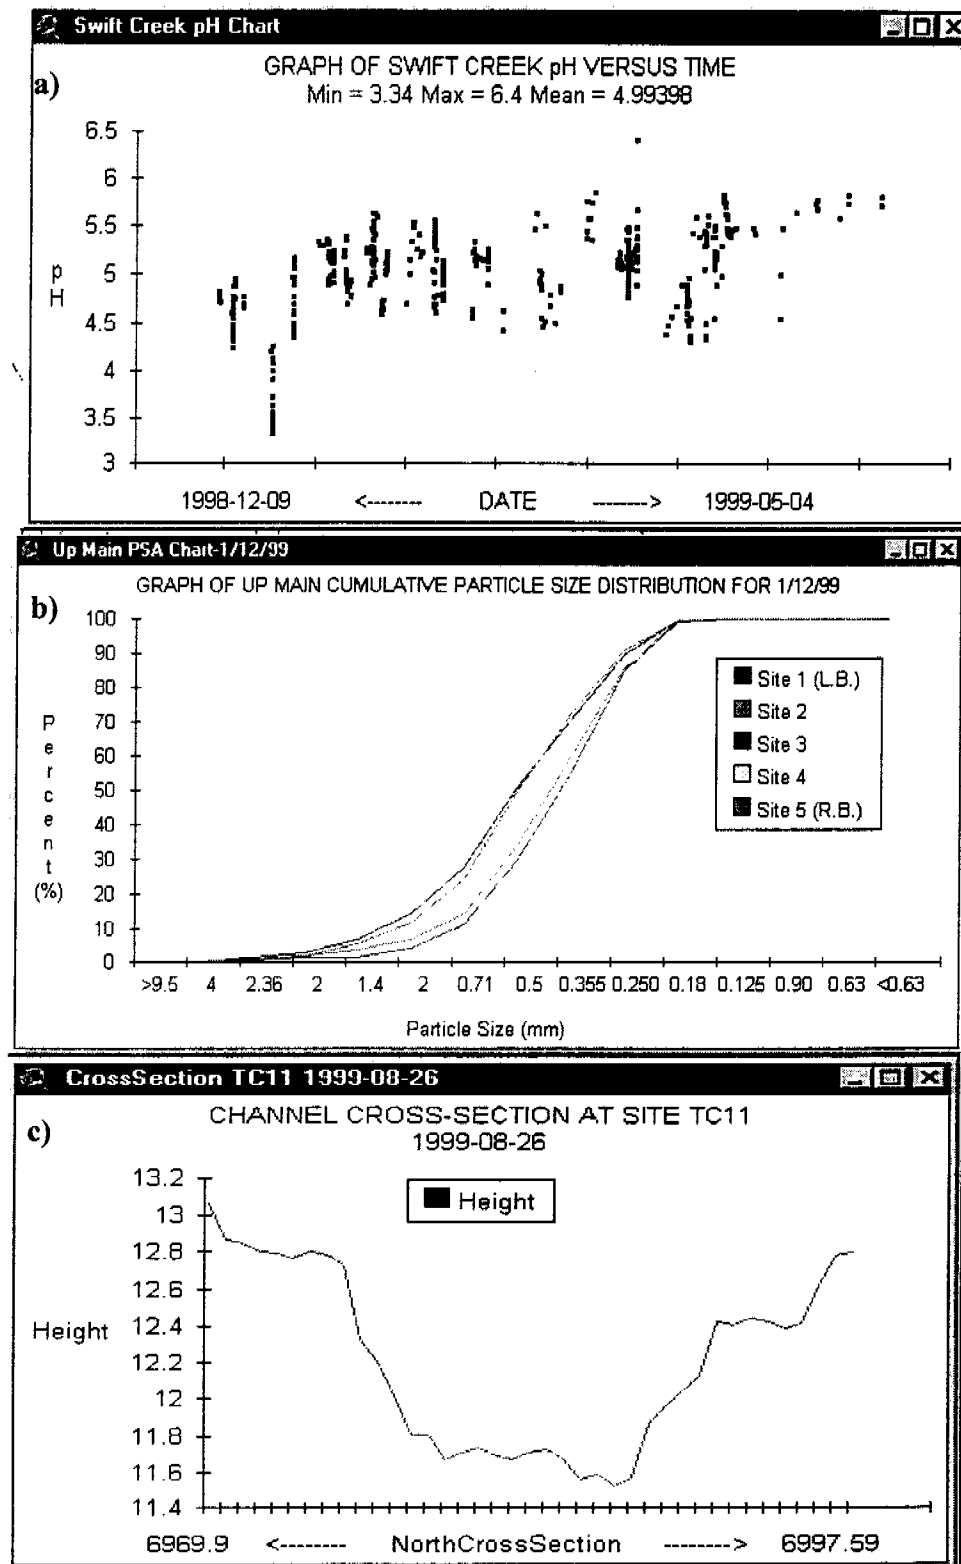 Swift Creek pH Chart
a)
GRAPH OF SWIFT CREEK pH VERSUS TIME
Min = 3.34 Max = 6.4 Mean = 4.99398
6.5
6
5.5
5
4.5
4
3.5
3
p
H
1998-12-09 <------- DATE ------> 1999-05-04
Up Main PSA Chart-1/12/99
b)
GRAPH OF UP MAIN CUMULATIVE PARTICLE SIZE DISTRIBUTION FOR 1/12/99
100
90
80
70
60
50
40
30
20
10
0
P
e
r
c
e
n
t
(%)
Site 1 (L.B.)
Site 2
Site 3
Site 4
Site 5 (R.B.)
>9.5 4 2.36 2 1.4 2 0.71 0.5 0.355 0.250 0.18 0.125 0.90 0.63 <0.63
Particle Size (mm)
CrossSection TC11 1999-08-26
c)
CHANNEL CROSS-SECTION AT SITE TC11
1999-08-26
13.2
13
12.8
12.6
12.4
12.2
12
11.8
11.6
11.4
Height
Height
6969.9 <-------- NorthCrossSection --------> 6997.59